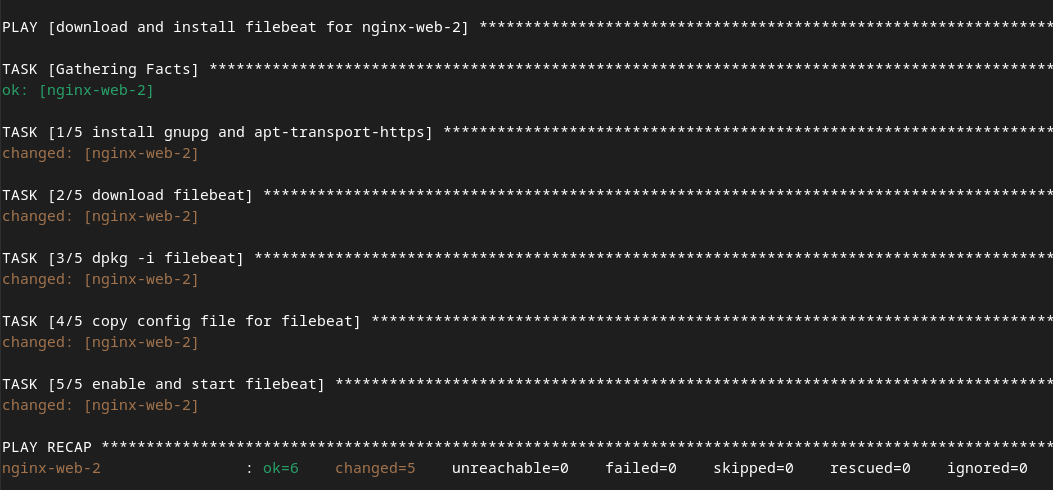 PLAY [download and install filebeat for nginx-web-2] ****************************************************************
TASK [Gathering Facts] **********************************************************************************************
ok: [nginx-web-2]
TASK [1/5 install gnupg and apt-transport-https] ********************************************************************
changed: [nginx-web-2]
TASK [2/5 download filebeat] ****************************************************************************************
changed: [nginx-web-2]
TASK [3/5 dpkg -i filebeat] *****************************************************************************************
changed: [nginx-web-2]
TASK [4/5 copy config file for filebeat] ****************************************************************************
changed: [nginx-web-2]
TASK [5/5 enable and start filebeat] ********************************************************************************
changed: [nginx-web-2]
PLAY RECAP **********************************************************************************************************
nginx-web-2                : ok=6    changed=5    unreachable=0    failed=0    skipped=0    rescued=0    ignored=0